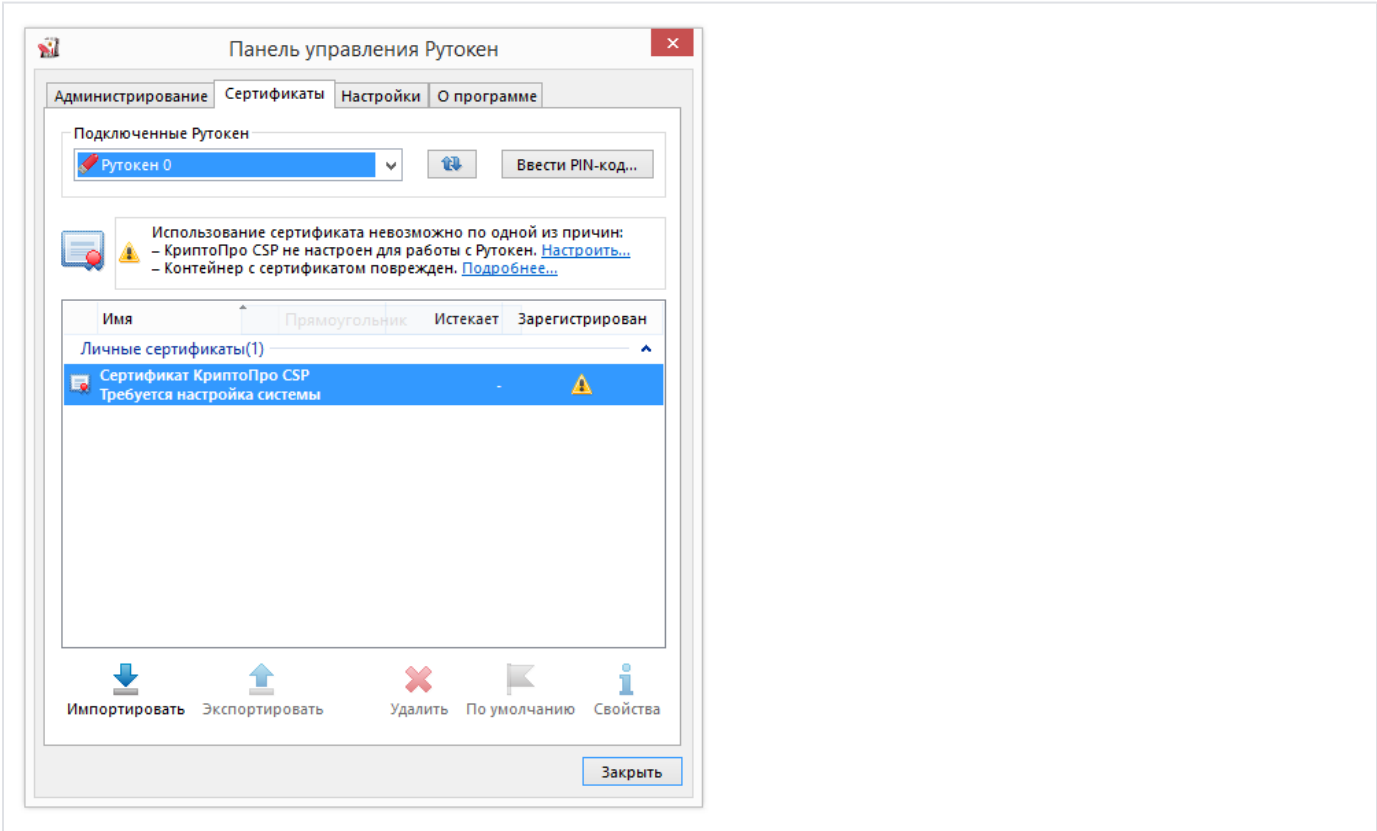 Панель управления Рутокен
Администрирование Сертификаты Настройки О программе
Подключенные Рутокен
Рутокен 0 Ввести PIN-код...
Использование сертификата невозможно по одной из причин:
– КриптоПро CSP не настроен для работы с Рутокен. Настроить...
– Контейнер с сертификатом поврежден. Подробнее...
Имя Прямоугольник Истекает Зарегистрирован
Личные сертификаты(1)
Сертификат КриптоПро CSP -
Требуется настройка системы
Импортировать Экспортировать Удалить По умолчанию Свойства
Закрыть